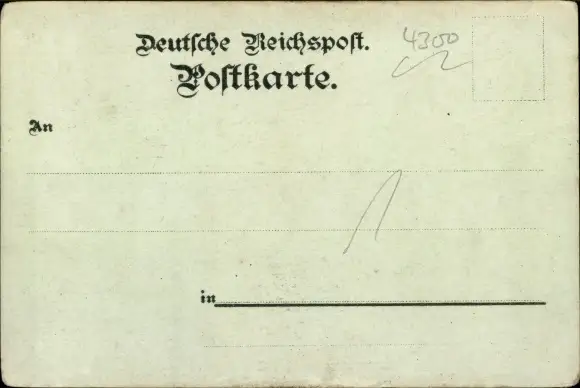 Deutsche Reichspost.
Postkarte.
4300
An
in